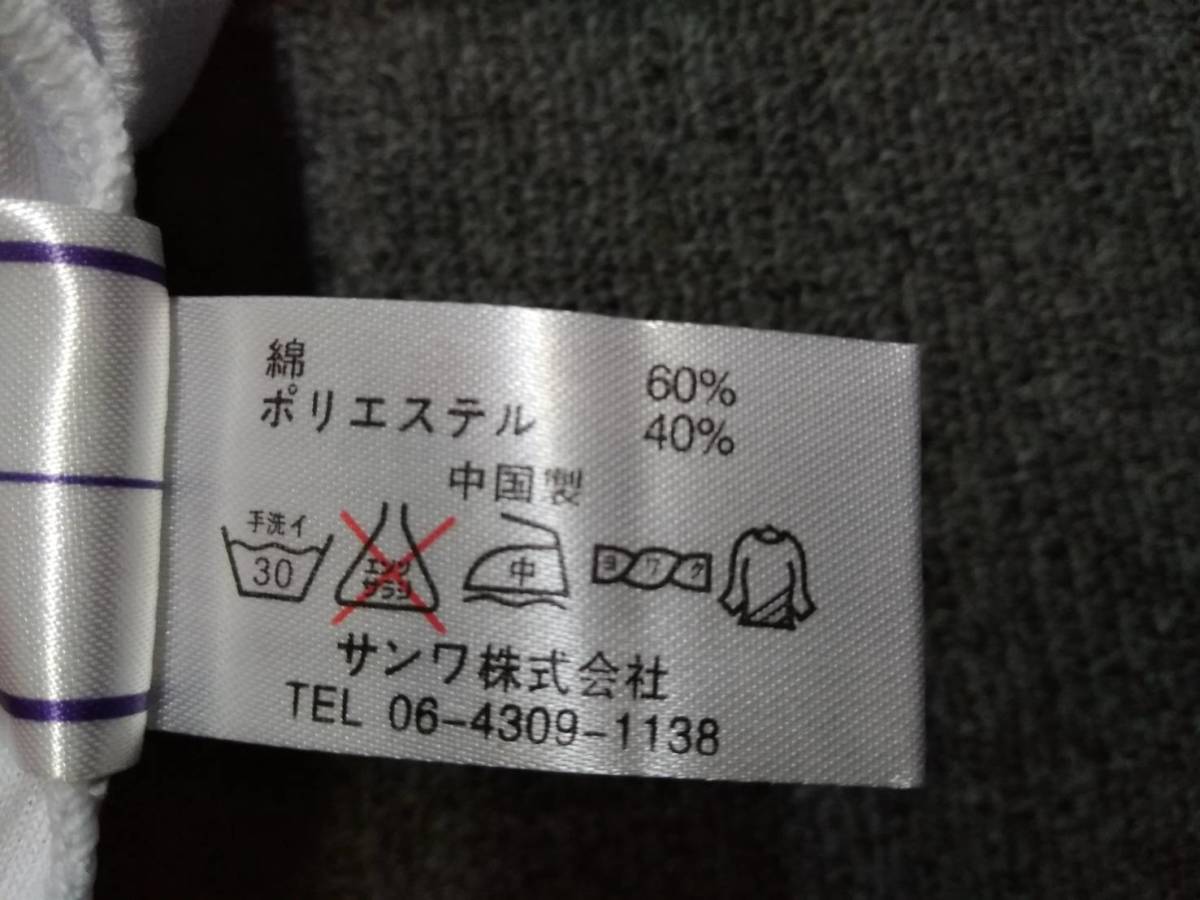 綿 60%
ポリエステル 40%
中国製
手洗イ 30 エンソ サラシ 中 ヨワク
サンワ株式会社
TEL 06-4309-1138